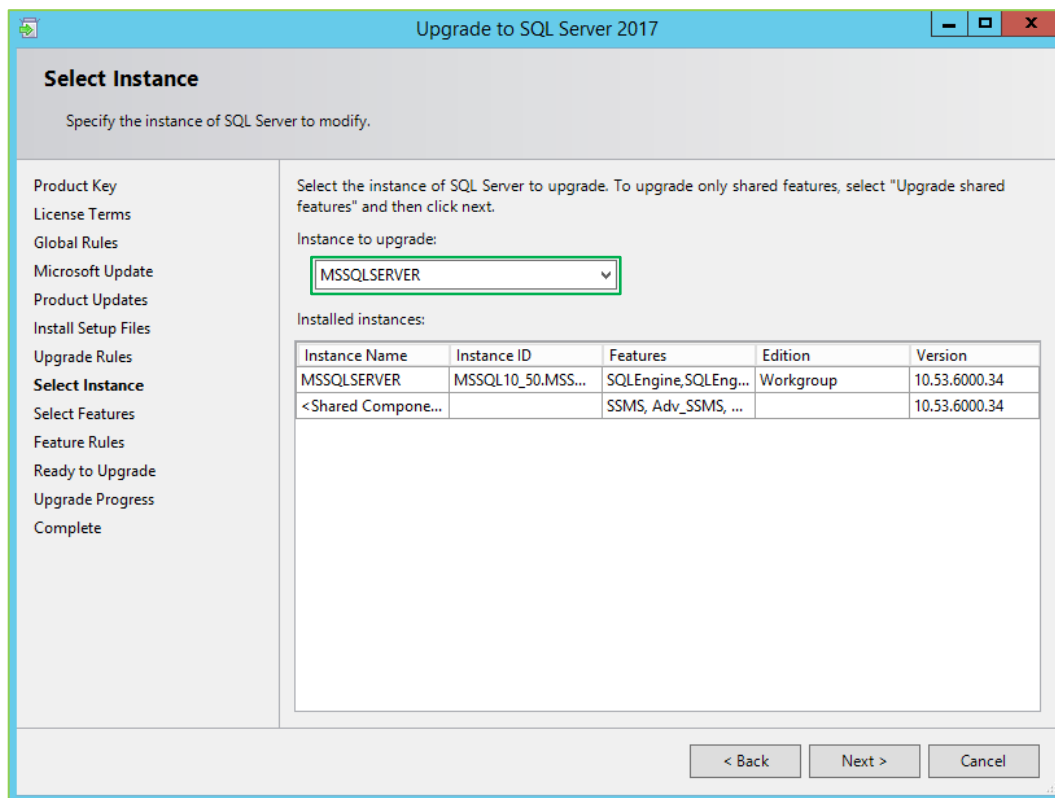 Upgrade to SQL Server 2017
Select Instance
Specify the instance of SQL Server to modify.
Product Key
License Terms
Global Rules
Microsoft Update
Product Updates
Install Setup Files
Upgrade Rules
Select Instance
Select Features
Feature Rules
Ready to Upgrade
Upgrade Progress
Complete
Select the instance of SQL Server to upgrade. To upgrade only shared features, select "Upgrade shared
features" and then click next.
Instance to upgrade:
MSSQLSERVER
Installed instances:
Instance Name Instance ID Features Edition Version
MSSQLSERVER MSSQL10_50.MSS... SQLEngine,SQLEng... Workgroup 10.53.6000.34
<Shared Compone... SSMS, Adv_SSMS, ... 10.53.6000.34
< Back Next > Cancel